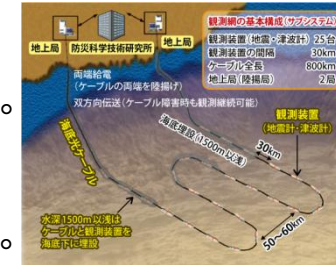 地上局
防災科学技術研究所
地上局
観測網の基本構成(サブシステム)
観測装置(地震・津波計) 25台
観測装置の間隔 30km
ケーブル全長 800km
地上局(陸揚局) 2局
両端給電
(ケーブルの両端を陸揚げ)
双方向伝送(ケーブル障害時も観測継続可能)
観測装置
(地震計・津波計)
海底光ケーブル
海底埋設(1500m以浅)
30km
水深1500m以浅は
ケーブルと観測装置を
海底下に埋設
50~60km